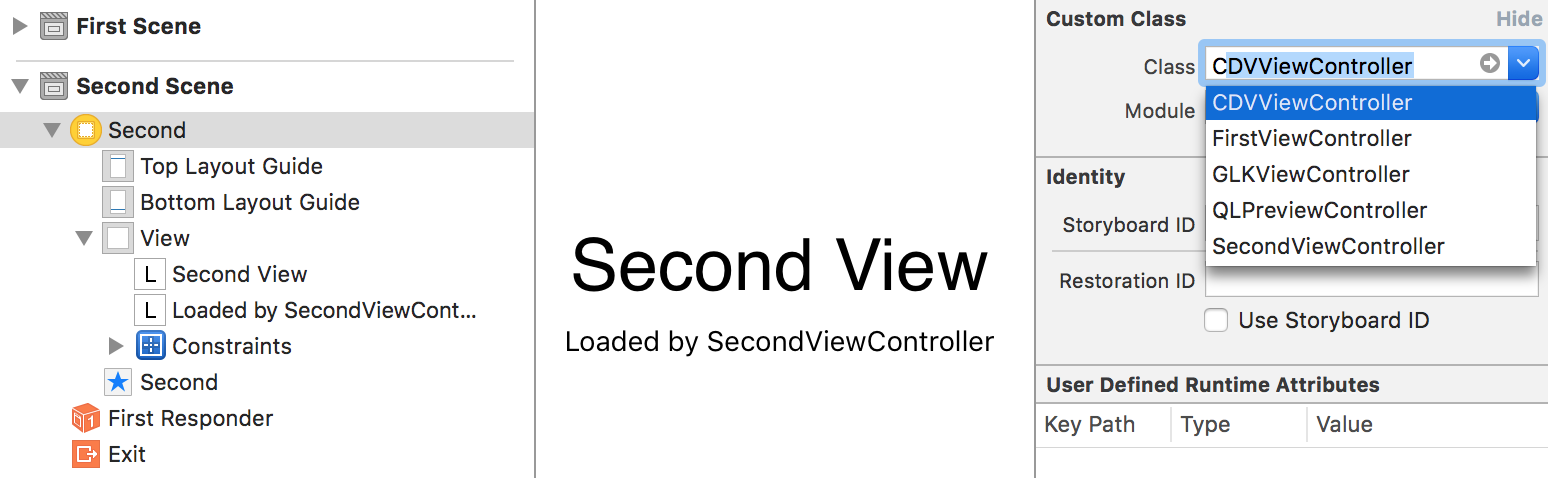 First Scene
Second Scene
Second
Top Layout Guide
Bottom Layout Guide
View
L Second View
L Loaded by SecondViewCont...
Constraints
Second
1 First Responder
Exit
Second View
Loaded by SecondViewController
Custom Class Hide
Class CDVViewController
CDVViewController
Module
FirstViewController
GLKViewController
QLPreviewController
SecondViewController
Identity
Storyboard ID
Restoration ID
Use Storyboard ID
User Defined Runtime Attributes
Key Path Type Value